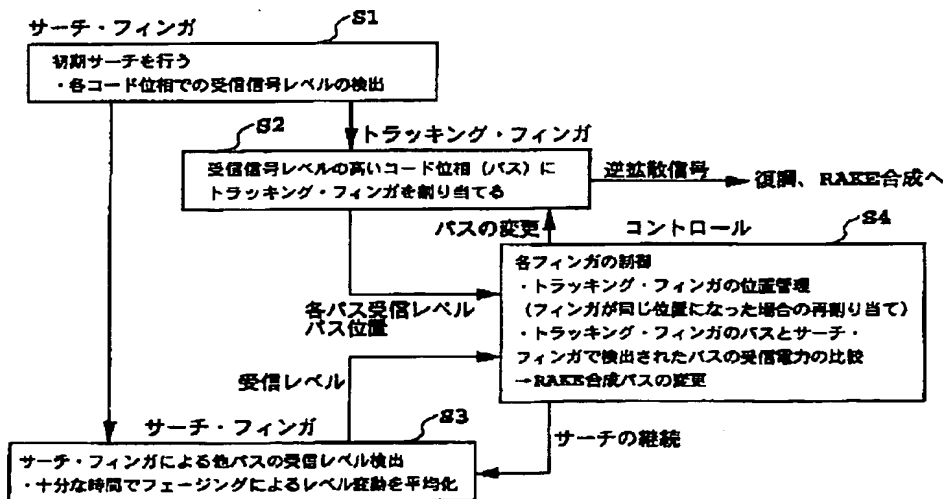 サーチ・フィンガ
S1
初期サーチを行う
・各コード位相での受信信号レベルの検出
S2
トラッキング・フィンガ
受信信号レベルの高いコード位相(パス)に
トラッキング・フィンガを割り当てる
逆拡散信号
復調、RAKE合成へ
パスの変更
コントロール
S4
各フィンガの制御
・トラッキング・フィンガの位置管理
(フィンガが同じ位置になった場合の再割り当て)
・トラッキング・フィンガのパスとサーチ・
フィンガで検出されたパスの受信電力の比較
→RAKE合成パスの変更
各パス受信レベル
パス位置
受信レベル
サーチ・フィンガ
S3
サーチの継続
サーチ・フィンガによる他パスの受信レベル検出
・十分な時間でフェージングによるレベル変動を平均化